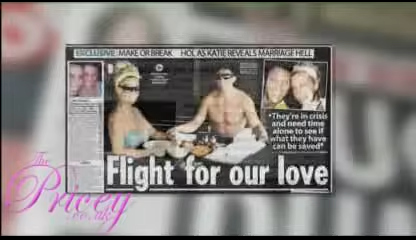 EXCLUSIVE: MAKE OR BREAK HOL AS KATIE REVEALS MARRIAGE HELL
"They're in crisis
and need time
alone to see if
what they have
can be saved"
Flight for our love
The
Pricey
.co.uk